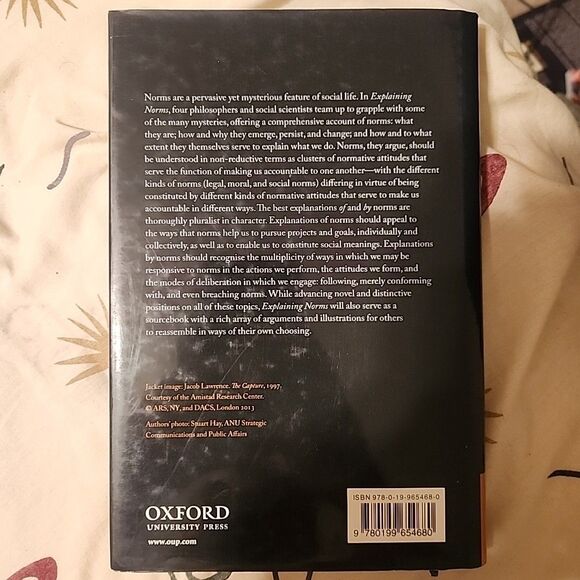 Norms are a pervasive yet mysterious feature of social life. In Explaining
Norms, four philosophers and social scientists team up to grapple with some
of the many mysteries, offering a comprehensive account of norms: what
they are; how and why they emerge, persist, and change; and how and to what
extent they themselves serve to explain what we do. Norms, they argue, should
be understood in non-reductive terms as clusters of normative attitudes that
serve the function of making us accountable to one another—with the different
kinds of norms (legal, moral, and social norms) differing in virtue of being
constituted by different kinds of normative attitudes that serve to make us
accountable in different ways. The best explanations of and by norms are
thoroughly pluralist in character. Explanations of norms should appeal to
the ways that norms help us to pursue projects and goals, individually and
collectively, as well as to enable us to constitute social meanings. Explanations
by norms should recognise the multiplicity of ways in which we may be
responsive to norms in the actions we perform, the attitudes we form, and
the modes of deliberation in which we engage: following, merely conforming
with, and even breaching norms. While advancing novel and distinctive
positions on all of these topics, Explaining Norms will also serve as a
sourcebook with a rich array of arguments and illustrations for others
to reassemble in ways of their own choosing.
Jacket image: Jacob Lawrence. The Capture, 1997.
Courtesy of the Amistad Research Center.
© ARS, NY, and DACS, London 2013
Authors' photo: Stuart Hay, ANU Strategic
Communications and Public Affairs
ISBN 978-0-19-965468-0
OXFORD
UNIVERSITY PRESS
www.oup.com
9 780199 654680